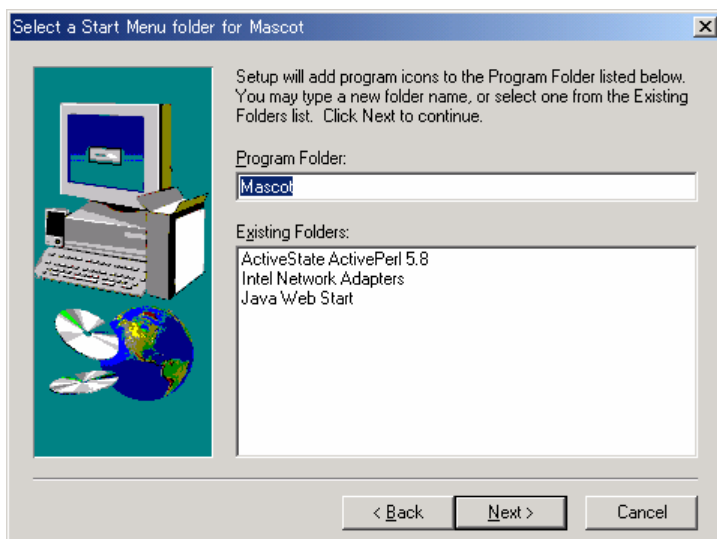 Select a Start Menu folder for Mascot
Setup will add program icons to the Program Folder listed below.
You may type a new folder name, or select one from the Existing
Folders list. Click Next to continue.
Program Folder:
Mascot
Existing Folders:
ActiveState ActivePerl 5.8
Intel Network Adapters
Java Web Start
< Back
Next >
Cancel